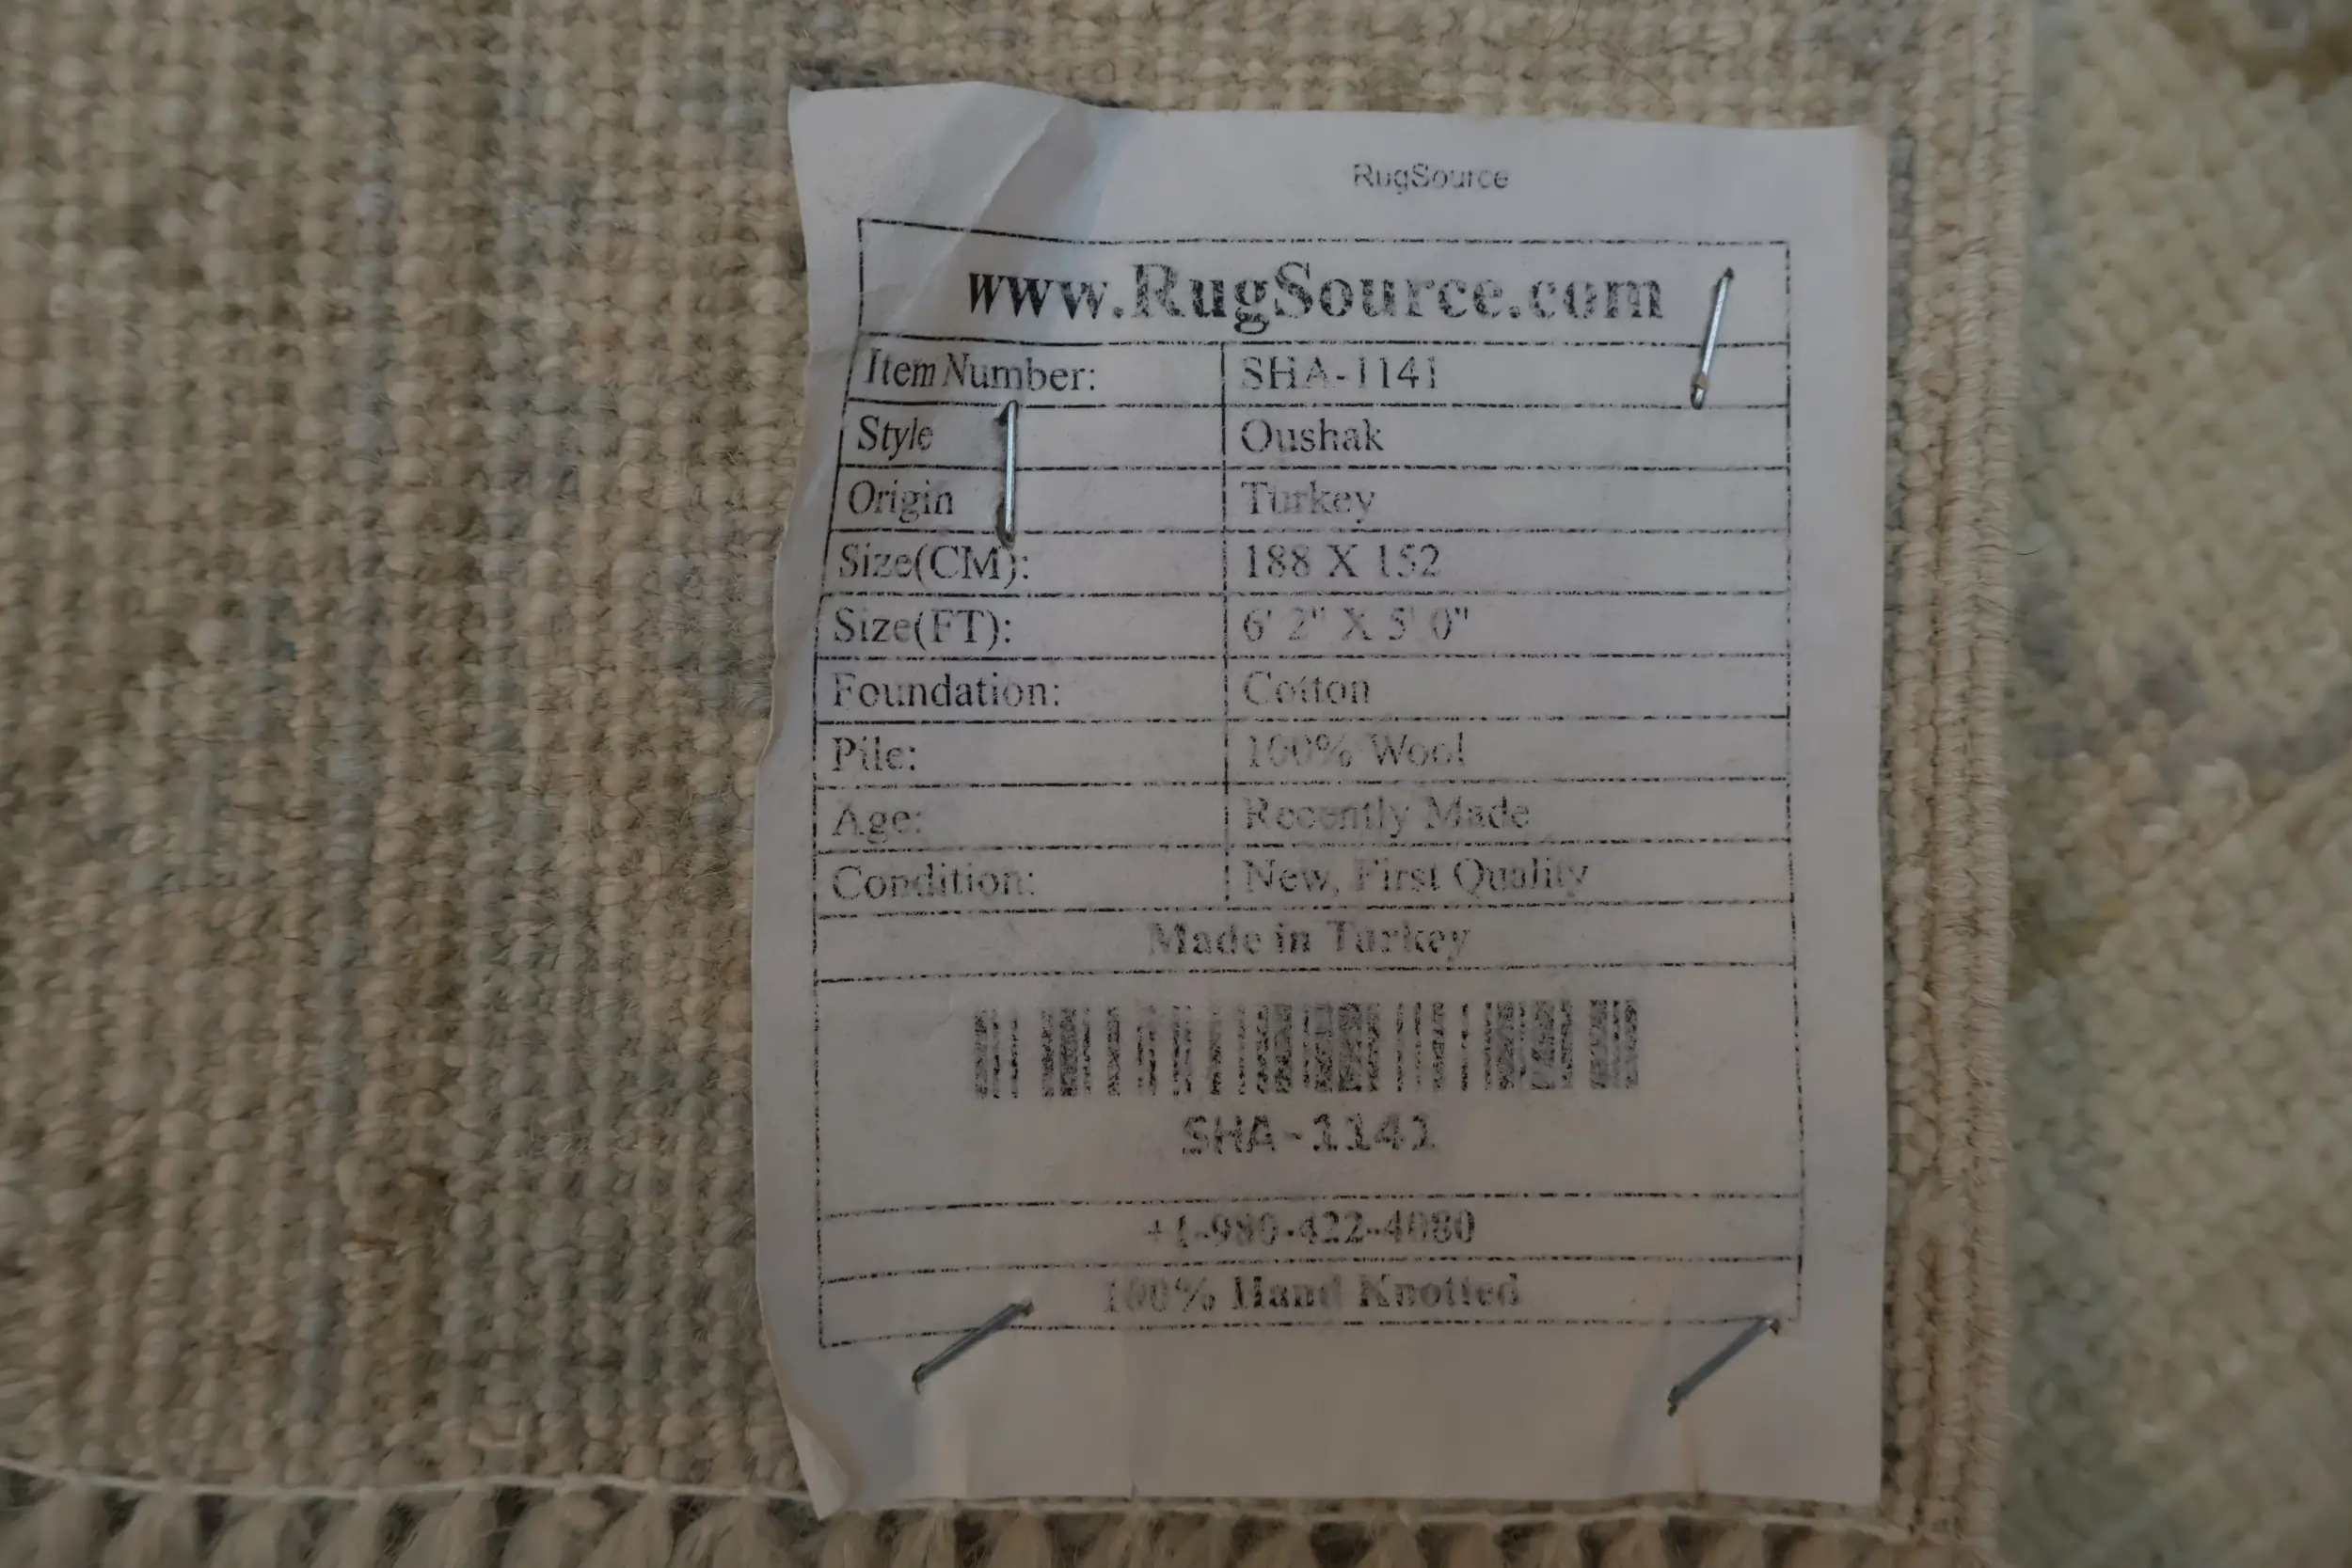 RugSource
www.RugSource.com
Item Number: SHA-1141
Style Oushak
Origin Turkey
Size(CM): 188 X 152
Size(FT): 6' 2" X 5' 0"
Foundation: Cotton
Pile: 100% Wool
Age: Recently Made
Condition: New, First Quality
Made in Turkey
SHA-1141
+1-980-422-4080
100% Hand Knotted